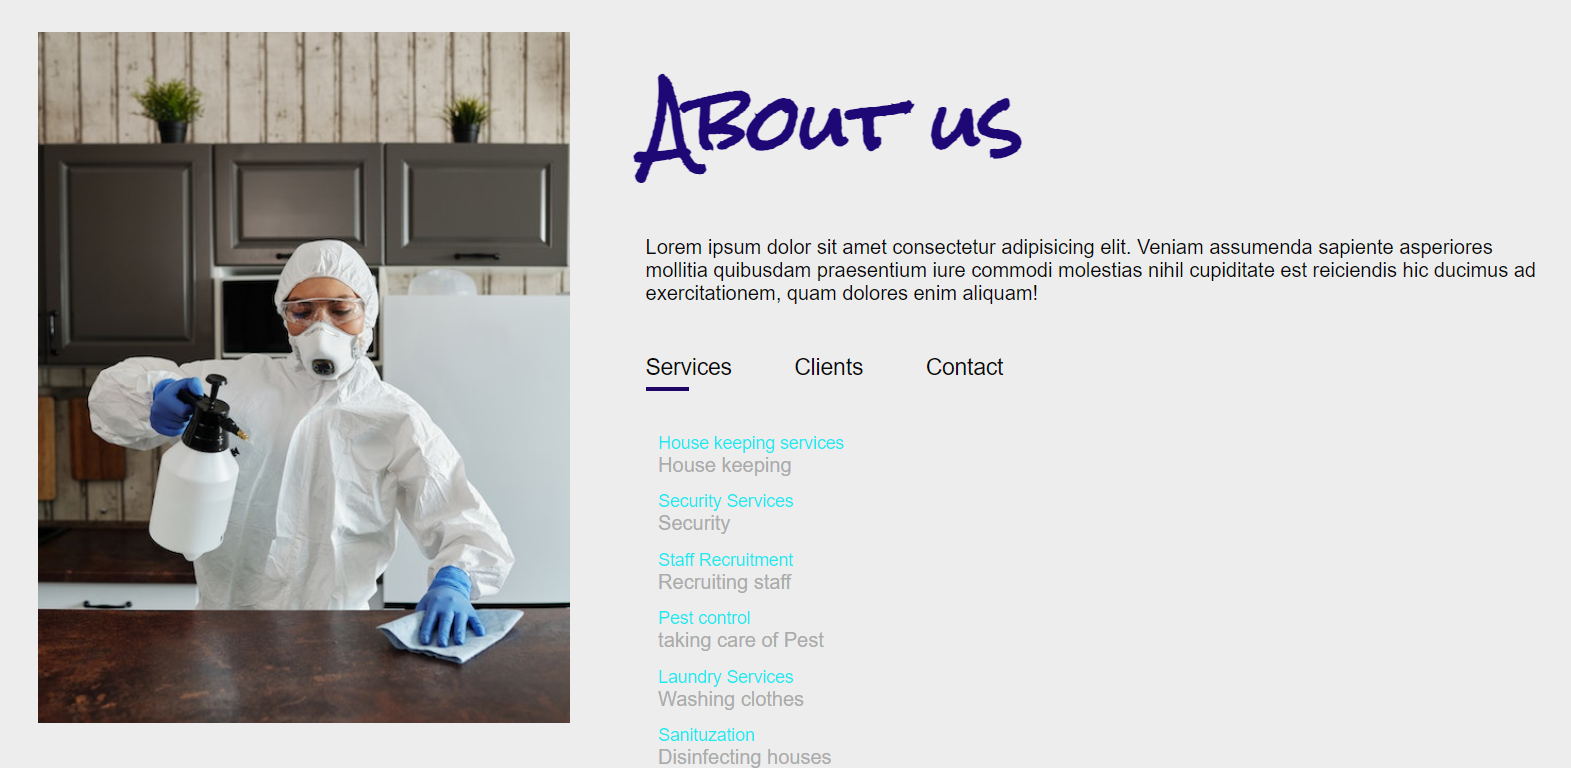 About us
Lorem ipsum dolor sit amet consectetur adipisicing elit. Veniam assumenda sapiente asperiores
mollitia quibusdam praesentium iure commodi molestias nihil cupiditate est reiciendis hic ducimus ad
exercitationem, quam dolores enim aliquam!
Services Clients Contact
House keeping services
House keeping
Security Services
Security
Staff Recruitment
Recruiting staff
Pest control
taking care of Pest
Laundry Services
Washing clothes
Sanituzation
Disinfecting houses